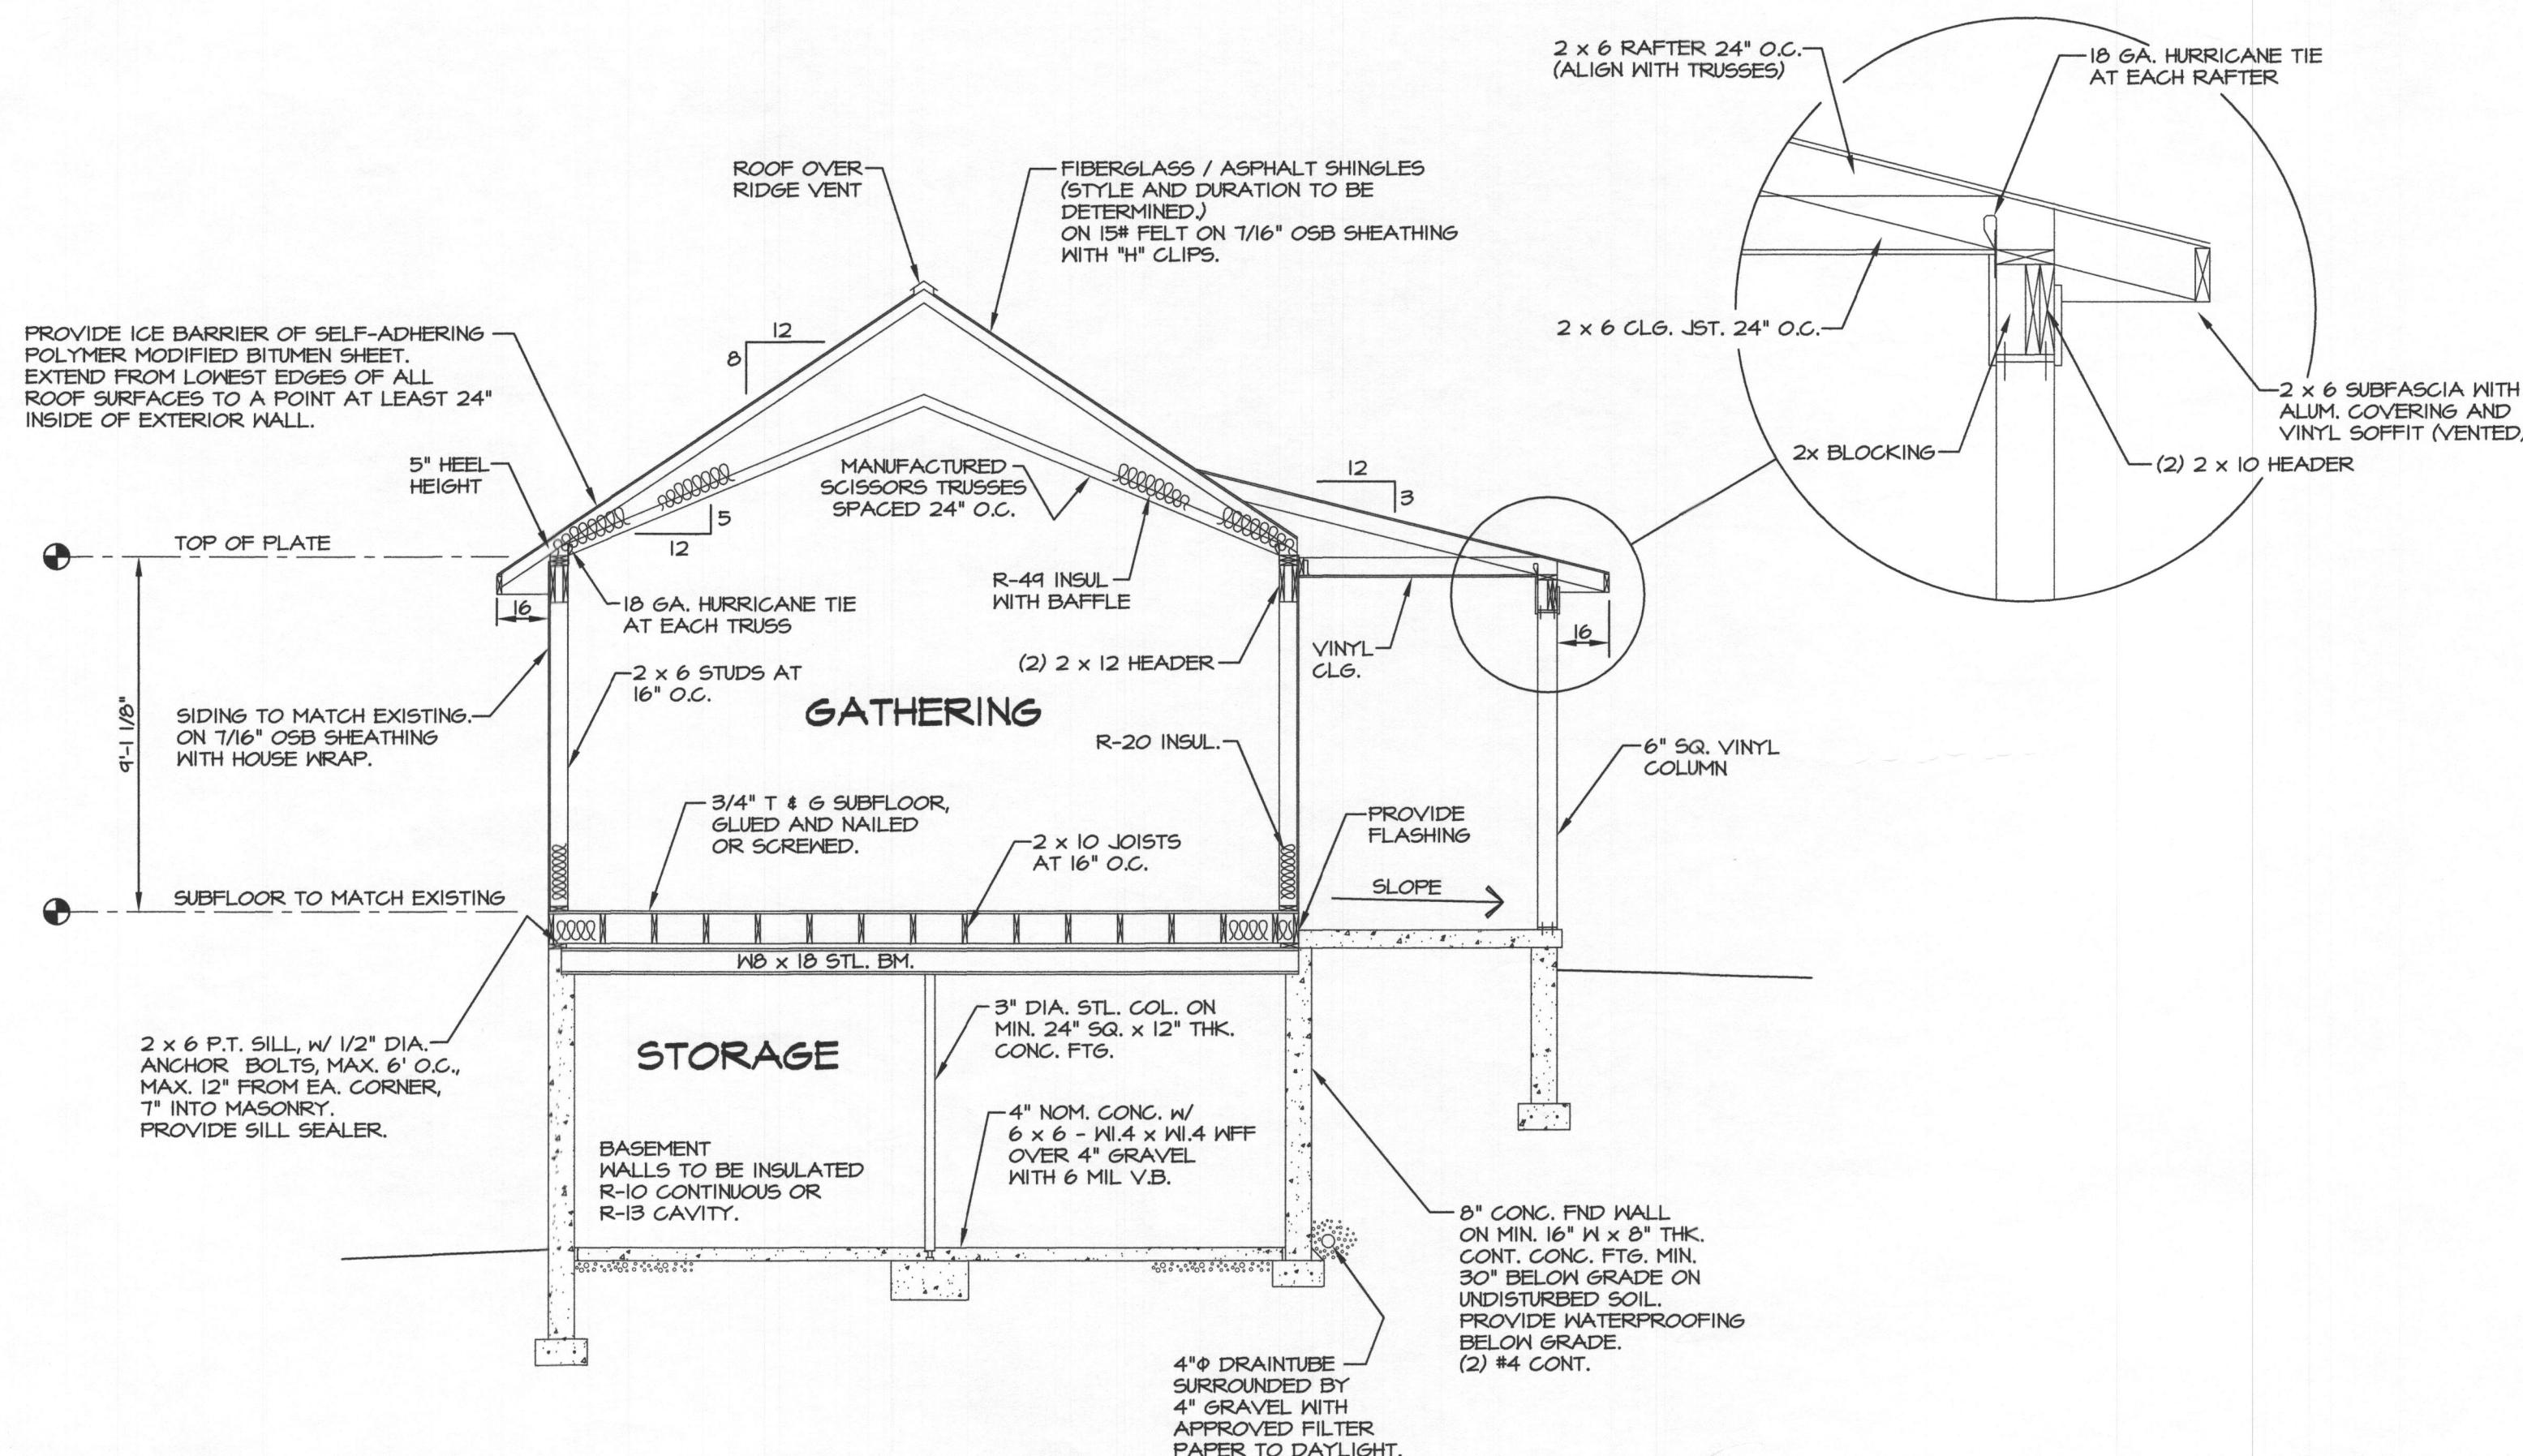 2 x 6 RAFTER 24" O.C.
(ALIGN WITH TRUSSES)
18 GA. HURRICANE TIE
AT EACH RAFTER
2 x 6 CLG. JST. 24" O.C.
2x BLOCKING
2 x 6 SUBFASCIA WITH
ALUM. COVERING AND
VINYL SOFFIT (VENTED)
(2) 2 x 10 HEADER
ROOF OVER
RIDGE VENT
FIBERGLASS / ASPHALT SHINGLES
(STYLE AND DURATION TO BE
DETERMINED.)
ON 15# FELT ON 7/16" OSB SHEATHING
WITH "H" CLIPS.
12
8
PROVIDE ICE BARRIER OF SELF-ADHERING
POLYMER MODIFIED BITUMEN SHEET.
EXTEND FROM LOWEST EDGES OF ALL
ROOF SURFACES TO A POINT AT LEAST 24"
INSIDE OF EXTERIOR WALL.
5" HEEL
HEIGHT
MANUFACTURED
SCISSORS TRUSSES
SPACED 24" O.C.
12
3
5
12
TOP OF PLATE
R-49 INSUL
WITH BAFFLE
16
18 GA. HURRICANE TIE
AT EACH TRUSS
16
VINYL
CLG.
(2) 2 x 12 HEADER
2 x 6 STUDS AT
16" O.C.
GATHERING
9'-1 1/8"
SIDING TO MATCH EXISTING.
ON 7/16" OSB SHEATHING
WITH HOUSE WRAP.
R-20 INSUL.
6" SQ. VINYL
COLUMN
3/4" T & G SUBFLOOR,
GLUED AND NAILED
OR SCREWED.
2 x 10 JOISTS
AT 16" O.C.
PROVIDE
FLASHING
SLOPE
SUBFLOOR TO MATCH EXISTING
W8 x 18 STL. BM.
3" DIA. STL. COL. ON
MIN. 24" SQ. x 12" THK.
CONC. FTG.
STORAGE
2 x 6 P.T. SILL, W/ 1/2" DIA.
ANCHOR BOLTS, MAX. 6' O.C.,
MAX. 12" FROM EA. CORNER,
7" INTO MASONRY.
PROVIDE SILL SEALER.
4" NOM. CONC. W/
6 x 6 - W1.4 x W1.4 WFF
OVER 4" GRAVEL
WITH 6 MIL V.B.
BASEMENT
WALLS TO BE INSULATED
R-10 CONTINUOUS OR
R-13 CAVITY.
8" CONC. FND WALL
ON MIN. 16" W x 8" THK.
CONT. CONC. FTG. MIN.
30" BELOW GRADE ON
UNDISTURBED SOIL.
PROVIDE WATERPROOFING
BELOW GRADE.
(2) #4 CONT.
4"Φ DRAINTUBE
SURROUNDED BY
4" GRAVEL WITH
APPROVED FILTER
PAPER TO DAYLIGHT.